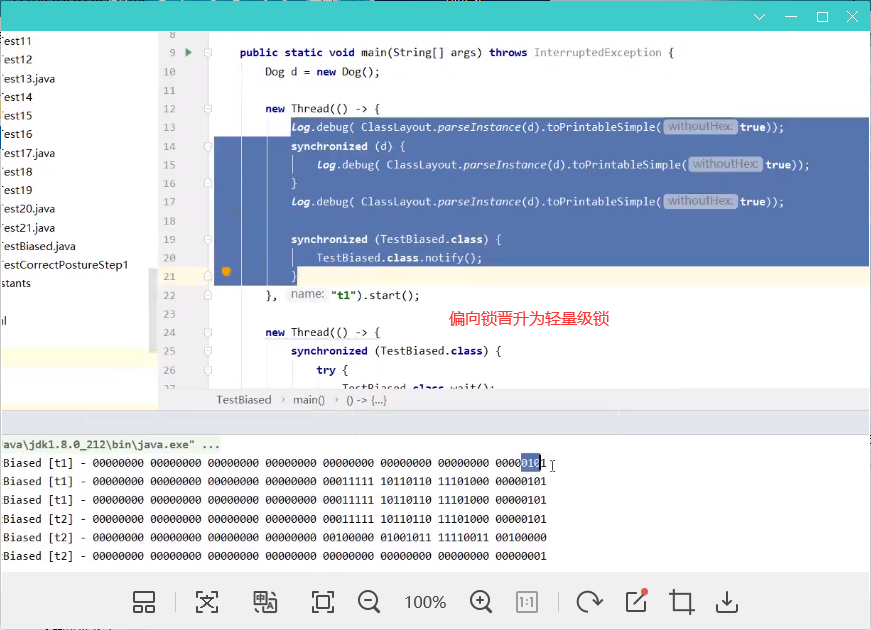 est11
est12
est13.java
est14
est15
est16
est17.java
est18
est19
est20.java
est21.java
estBiased.java
estCorrectPostureStep1
stants
8
9 public static void main(String[] args) throws InterruptedException {
10 Dog d = new Dog();
11
12 new Thread(() -> {
13 log.debug( ClassLayout.parseInstance(d).toPrintableSimple( withoutHex: true));
14 synchronized (d) {
15 log.debug( ClassLayout.parseInstance(d).toPrintableSimple( withoutHex: true));
16 }
17 log.debug( ClassLayout.parseInstance(d).toPrintableSimple( withoutHex: true));
18
19 synchronized (TestBiased.class) {
20 TestBiased.class.notify();
21 }
22 }, name: "t1").start();
23
偏向锁晋升为轻量级锁
24 new Thread(() -> {
25 synchronized (TestBiased.class) {
26 try {
27 TestBiased.class.wait();
TestBiased › main() › () -> {...}
ava\jdk1.8.0_212\bin\java.exe" ...
Biased [t1] - 00000000 00000000 00000000 00000000 00000000 00000000 00000000 00000101
Biased [t1] - 00000000 00000000 00000000 00000000 00011111 10110110 11101000 00000101
Biased [t1] - 00000000 00000000 00000000 00000000 00011111 10110110 11101000 00000101
Biased [t2] - 00000000 00000000 00000000 00000000 00011111 10110110 11101000 00000101
Biased [t2] - 00000000 00000000 00000000 00000000 00100000 01001011 11110011 00100000
Biased [t2] - 00000000 00000000 00000000 00000000 00000000 00000000 00000000 00000001
100%
1:1